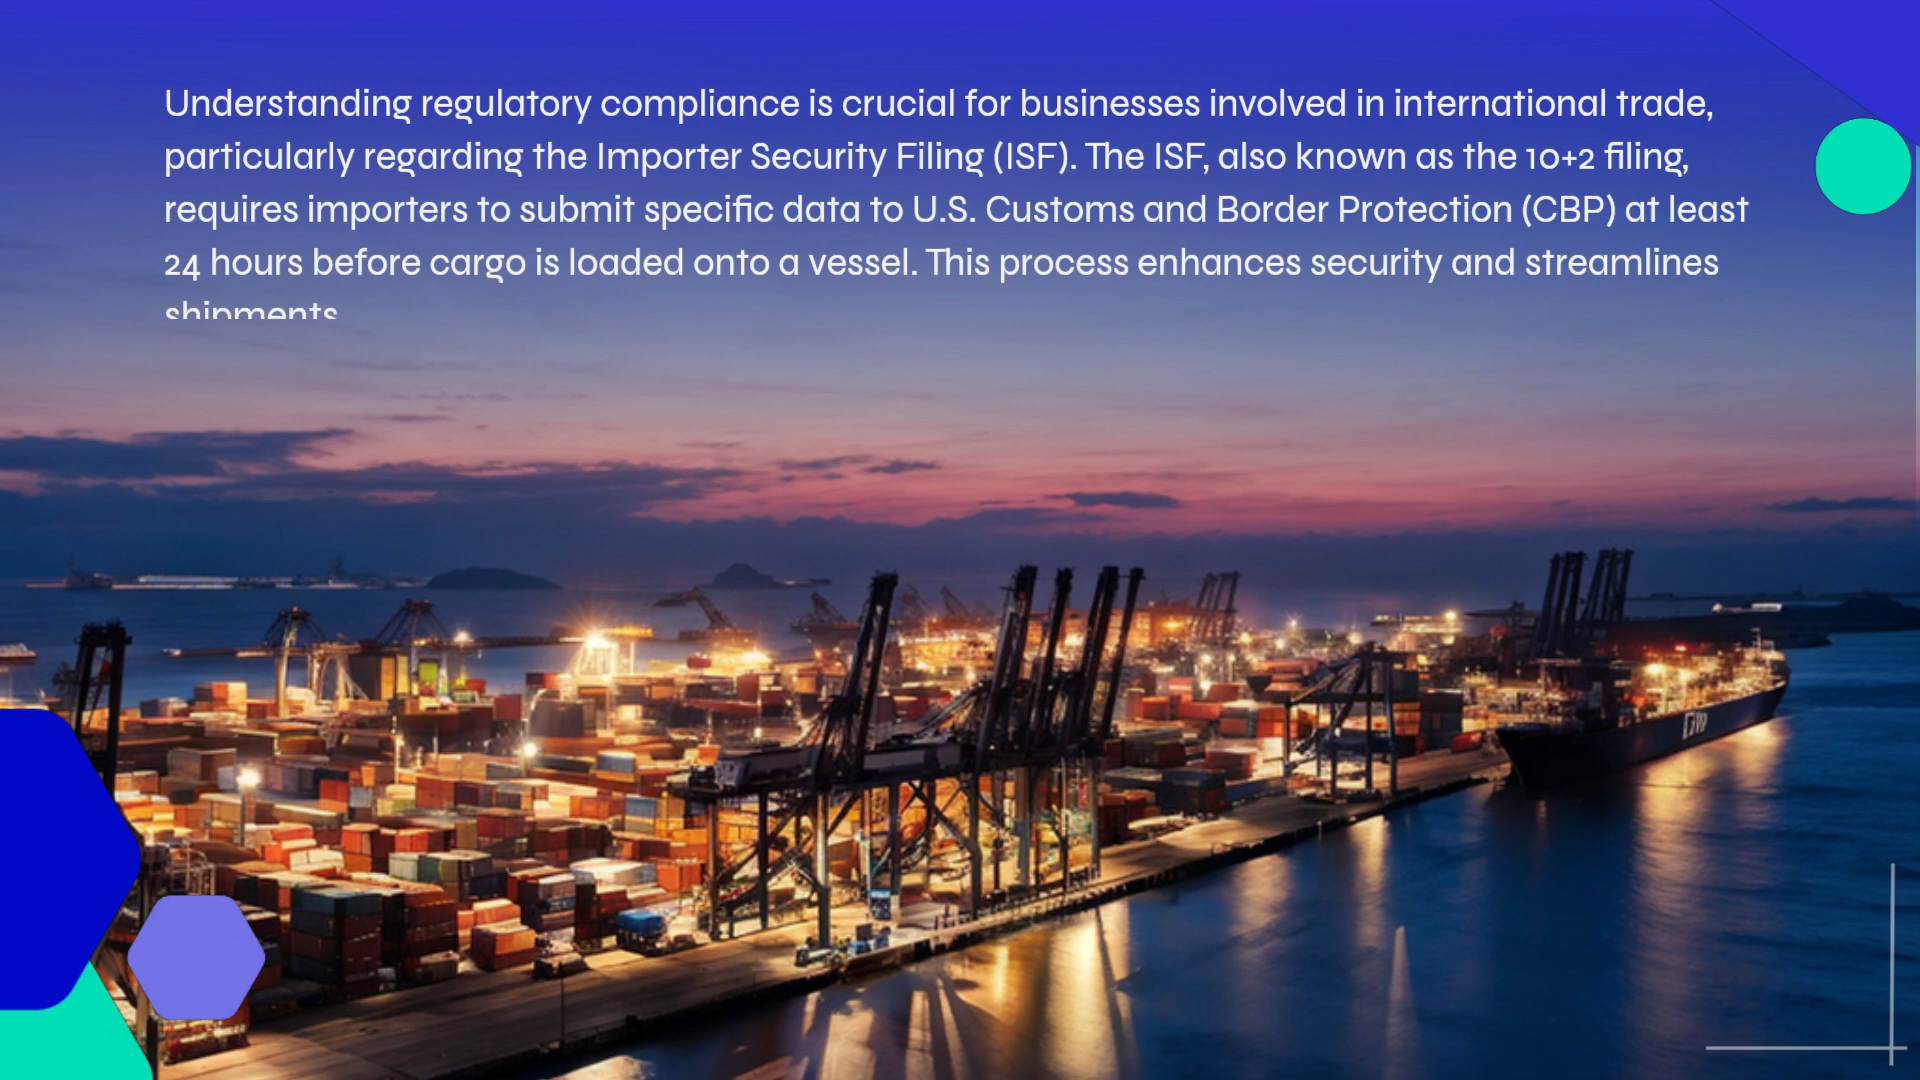 Understanding regulatory compliance is crucial for businesses involved in international trade,
particularly regarding the Importer Security Filing (ISF). The ISF, also known as the 10+2 filing,
requires importers to submit specific data to U.S. Customs and Border Protection (CBP) at least
24 hours before cargo is loaded onto a vessel. This process enhances security and streamlines
shipments